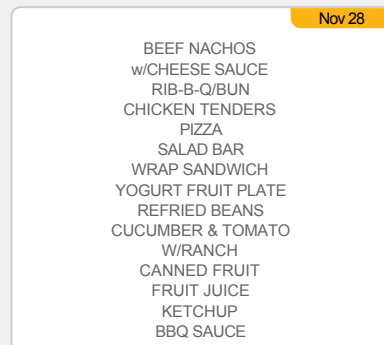 Nov 28
BEEF NACHOS
w/CHEESE SAUCE
RIB-B-Q/BUN
CHICKEN TENDERS
PIZZA
SALAD BAR
WRAP SANDWICH
YOGURT FRUIT PLATE
REFRIED BEANS
CUCUMBER & TOMATO
W/RANCH
CANNED FRUIT
FRUIT JUICE
KETCHUP
BBQ SAUCE